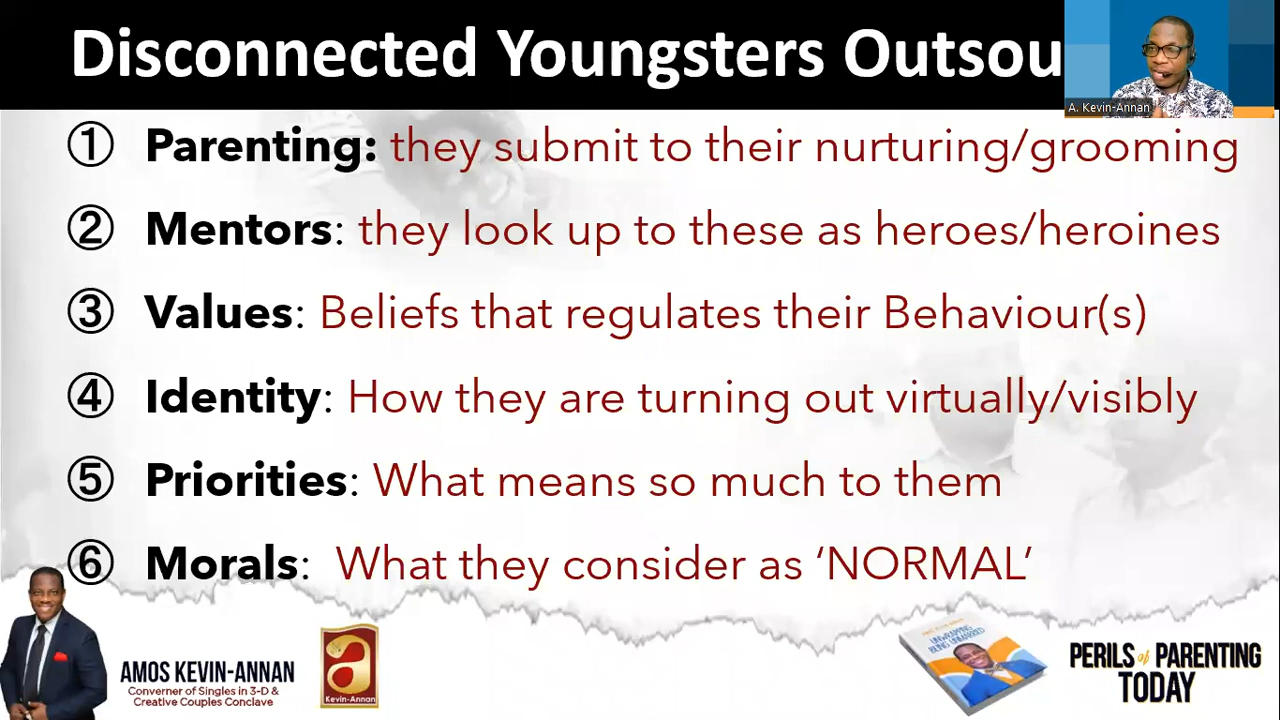 Disconnected Youngsters Outsou
A. Kevin-Annan
① Parenting: they submit to their nurturing/grooming
② Mentors: they look up to these as heroes/heroines
③ Values: Beliefs that regulates their Behaviour(s)
④ Identity: How they are turning out virtually/visibly
⑤ Priorities: What means so much to them
⑥ Morals: What they consider as ‘NORMAL’
AMOS KEVIN-ANNAN
Converner of Singles in 3-D &
Creative Couples Conclave
a
Kevin-Annan
UNWRAPPING
BEING UNMARRIED
PERILS of PARENTING
TODAY